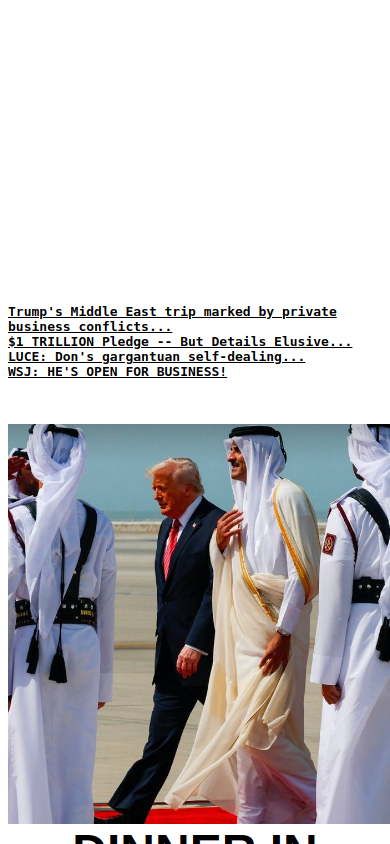 Trump's Middle East trip marked by private
business conflicts...
$1 TRILLION Pledge -- But Details Elusive...
LUCE: Don's gargantuan self-dealing...
WSJ: HE'S OPEN FOR BUSINESS!
DINNER IN